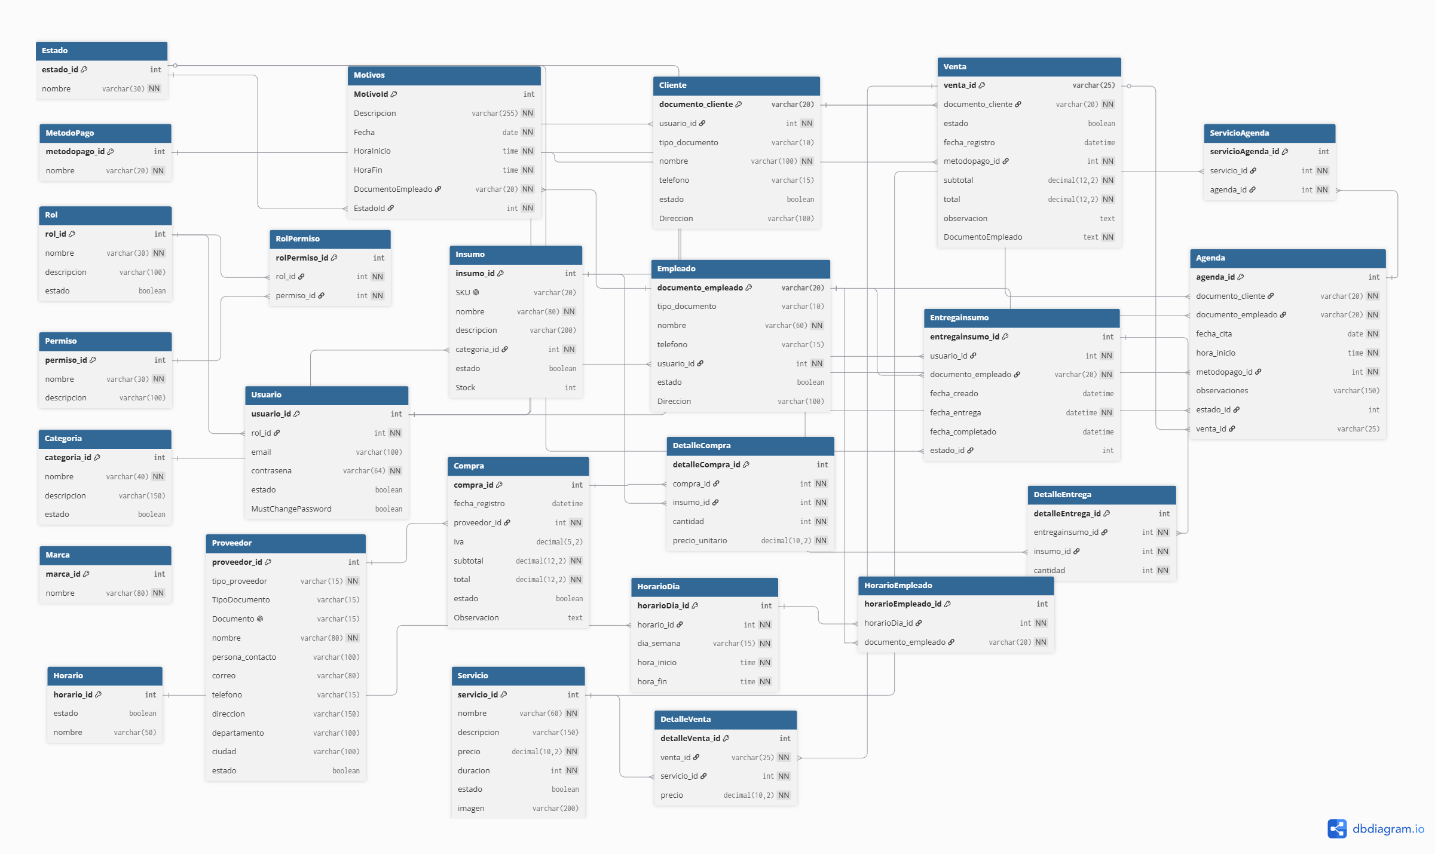 Estado
estado_id int
nombre varchar(30) NN
MetodoPago
metodopago_id int
nombre varchar(20) NN
Rol
rol_id int
nombre varchar(30) NN
descripcion varchar(100)
estado boolean
Permiso
permiso_id int
nombre varchar(30) NN
descripcion varchar(100)
Categoria
categoria_id int
nombre varchar(40) NN
descripcion varchar(150)
estado boolean
Marca
marca_id int
nombre varchar(80) NN
Horario
horario_id int
estado boolean
nombre varchar(50)
RolPermiso
rolPermiso_id int
rol_id int NN
permiso_id int NN
Usuario
usuario_id int
rol_id int NN
email varchar(100)
contrasena varchar(64) NN
estado boolean
MustChangePassword boolean
Proveedor
proveedor_id int
tipo_proveedor varchar(15) NN
TipoDocumento varchar(15)
Documento varchar(15)
nombre varchar(80) NN
persona_contacto varchar(100)
correo varchar(80)
telefono varchar(15)
direccion varchar(150)
departamento varchar(100)
ciudad varchar(100)
estado boolean
Motivos
MotivoId int
Descripcion varchar(255) NN
Fecha date NN
HoraInicio time NN
HoraFin time NN
DocumentoEmpleado varchar(20) NN
EstadoId int NN
Insumo
insumo_id int
SKU varchar(20)
nombre varchar(80) NN
descripcion varchar(200)
categoria_id int NN
estado boolean
Stock int
Compra
compra_id int
fecha_registro datetime
proveedor_id int NN
iva decimal(5,2)
subtotal decimal(12,2) NN
total decimal(12,2) NN
estado boolean
Observacion text
Servicio
servicio_id int
nombre varchar(60) NN
descripcion varchar(150)
precio decimal(10,2) NN
duracion int NN
estado boolean
imagen varchar(200)
Cliente
documento_cliente varchar(20)
usuario_id int NN
tipo_documento varchar(10)
nombre varchar(100) NN
telefono varchar(15)
estado boolean
Direccion varchar(100)
Empleado
documento_empleado varchar(20)
tipo_documento varchar(10)
nombre varchar(60) NN
telefono varchar(15)
usuario_id int NN
estado boolean
Direccion varchar(100)
DetalleCompra
detalleCompra_id int
compra_id int NN
insumo_id int NN
cantidad int NN
precio_unitario decimal(10,2) NN
HorarioDia
horarioDia_id int
horario_id int NN
dia_semana varchar(15) NN
hora_inicio time NN
hora_fin time NN
DetalleVenta
detalleVenta_id int
venta_id varchar(25) NN
servicio_id int NN
precio decimal(10,2) NN
Venta
venta_id varchar(25)
documento_cliente varchar(20) NN
estado boolean
fecha_registro datetime
metodopago_id int NN
subtotal decimal(12,2) NN
total decimal(12,2) NN
observacion text
DocumentoEmpleado text NN
Entregainsumo
entregainsumo_id int
usuario_id int NN
documento_empleado varchar(20) NN
fecha_creado datetime
fecha_entrega datetime NN
fecha_completado datetime
estado_id int
DetalleEntrega
detalleEntrega_id int
entregainsumo_id int NN
insumo_id int NN
cantidad int NN
HorarioEmpleado
horarioEmpleado_id int
horarioDia_id int NN
documento_empleado varchar(20) NN
ServicioAgenda
servicioAgenda_id int
servicio_id int NN
agenda_id int NN
Agenda
agenda_id int
documento_cliente varchar(20) NN
documento_empleado varchar(20) NN
fecha_cita date NN
hora_inicio time NN
metodopago_id int NN
observaciones varchar(150)
estado_id int
venta_id varchar(25)
dbdiagram.io